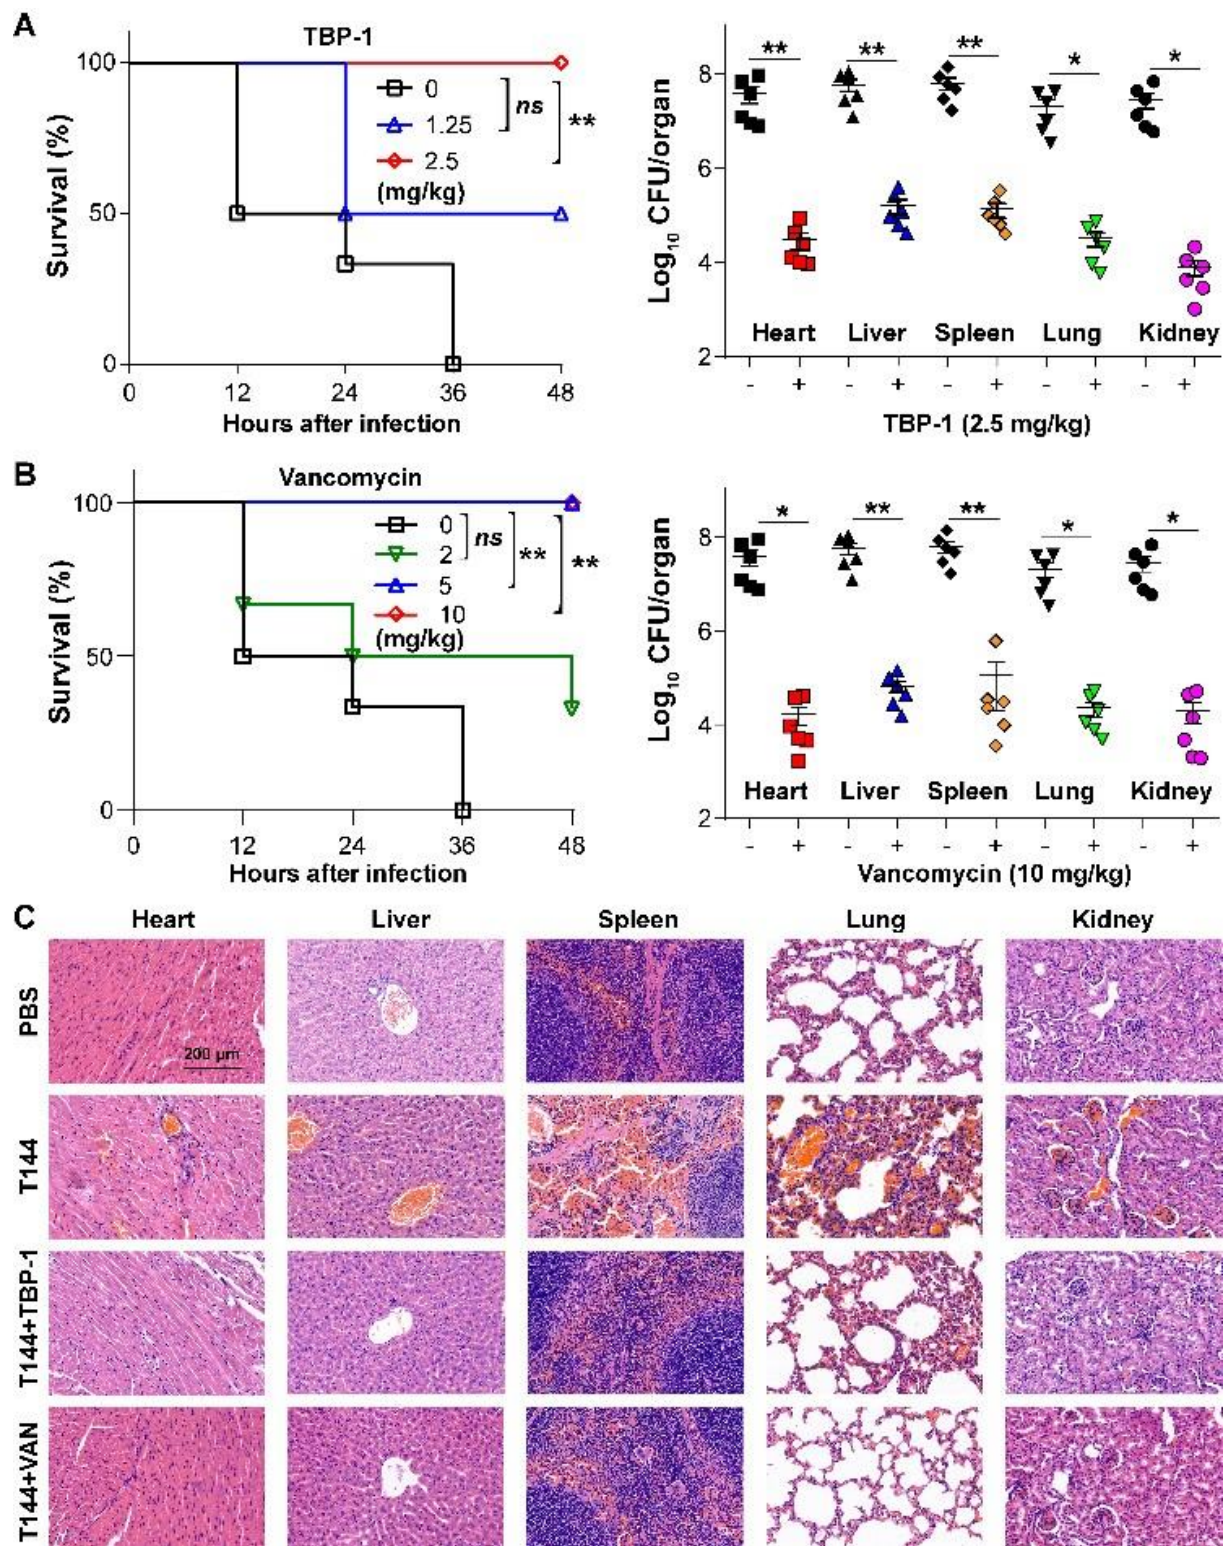 A
TBP-1
100
50
0
Survival (%)
0
1.25
2.5
(mg/kg)
ns
**
0 12 24 36 48
Hours after infection
Log10 CFU/organ
8
6
4
2
** ** ** * *
Heart Liver Spleen Lung Kidney
- + - + - + - + - +
TBP-1 (2.5 mg/kg)
B
Vancomycin
100
50
0
Survival (%)
0
2
5
10
(mg/kg)
ns
**
**
0 12 24 36 48
Hours after infection
Log10 CFU/organ
8
6
4
2
* ** ** * *
Heart Liver Spleen Lung Kidney
- + - + - + - + - +
Vancomycin (10 mg/kg)
C
Heart Liver Spleen Lung Kidney
PBS
200 μm
T144
T144+TBP-1
T144+VAN